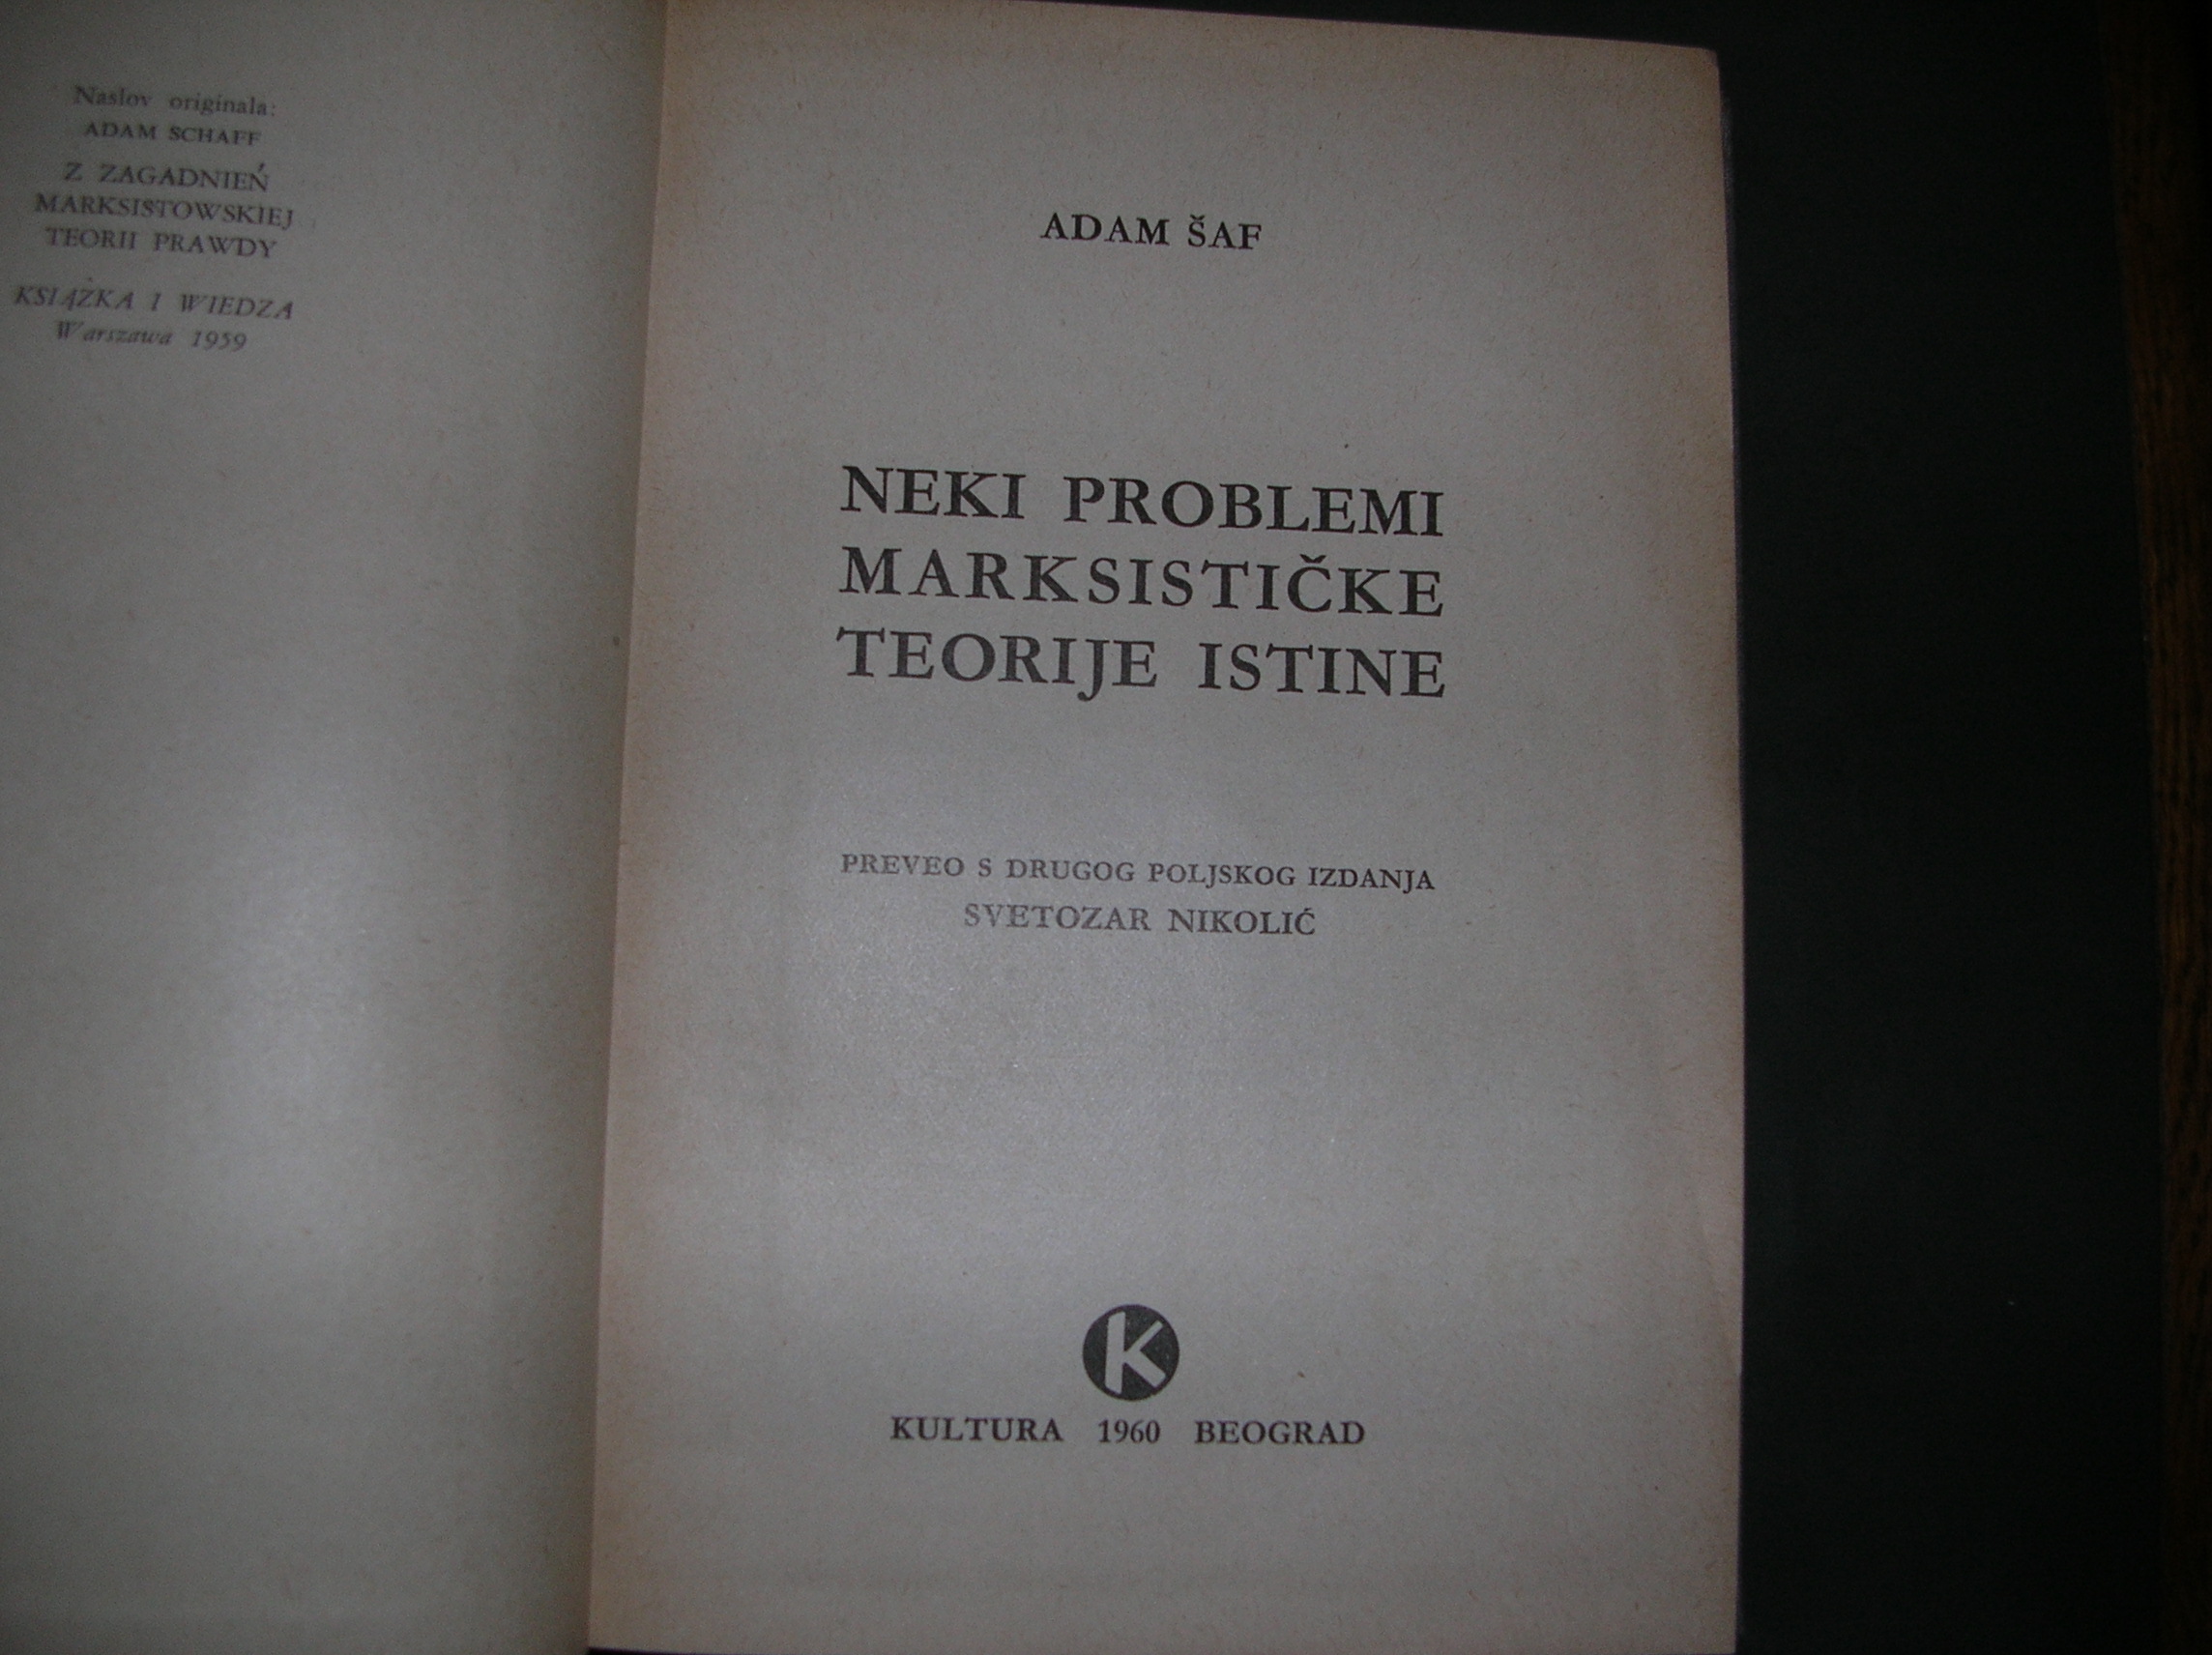 Naslov originala:
ADAM SCHAFF
Z ZAGADNIEŃ
MARKSISTOWSKIEJ
TEORII PRAWDY
KSIĄŻKA I WIEDZA
Warszawa 1959
ADAM ŠAF
NEKI PROBLEMI
MARKSISTIČKE
TEORIJE ISTINE
PREVEO S DRUGOG POLJSKOG IZDANJA
SVETOZAR NIKOLIĆ
K
KULTURA 1960 BEOGRAD